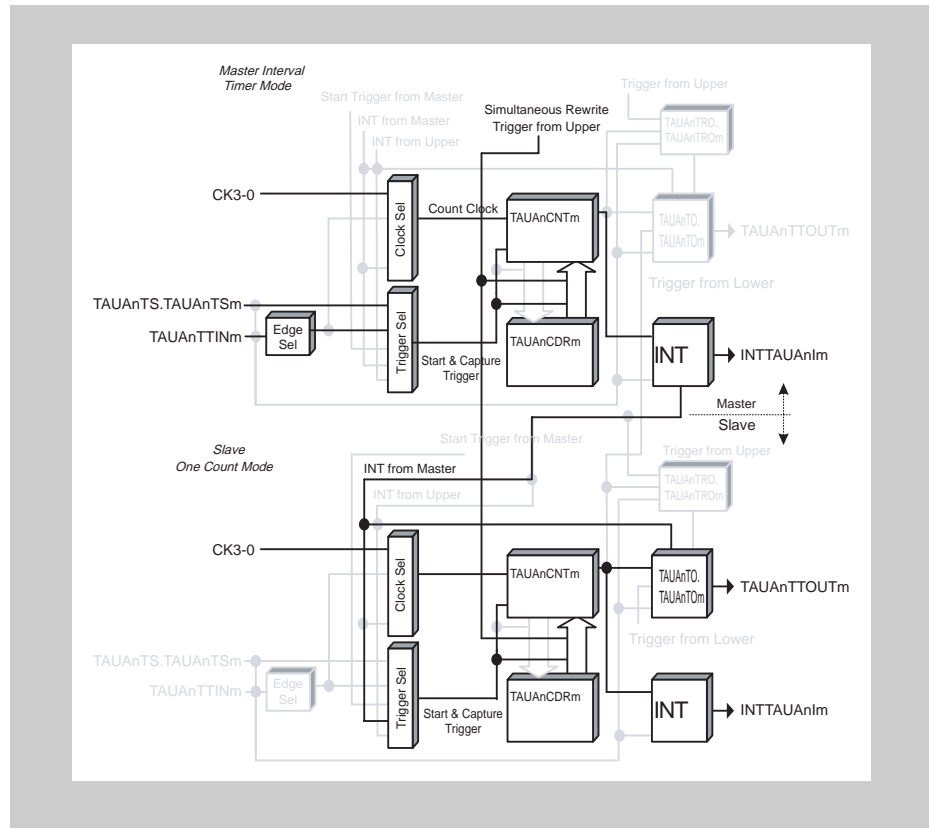 Master Interval
Timer Mode
Start Trigger from Master
INT from Master
INT from Upper
Simultaneous Rewrite
Trigger from Upper
Trigger from Upper
TAUAnTRO.
TAUAnTROm
CK3-0
Clock Sel
Count Clock
TAUAnCNTm
TAUAnTO.
TAUAnTOm
TAUAnTTOUTm
Trigger from Lower
TAUAnTS.TAUAnTSm
TAUAnTTINm
Edge
Sel
Trigger Sel
Start & Capture
Trigger
TAUAnCDRm
INT
INTTAUAnIm
Master
Slave
Slave
One Count Mode
Start Trigger from Master
INT from Master
INT from Upper
Trigger from Upper
TAUAnTRO.
TAUAnTROm
CK3-0
Clock Sel
TAUAnCNTm
TAUAnTO.
TAUAnTOm
TAUAnTTOUTm
Trigger from Lower
TAUAnTS.TAUAnTSm
TAUAnTTINm
Edge
Sel
Trigger Sel
Start & Capture
Trigger
TAUAnCDRm
INT
INTTAUAnIm